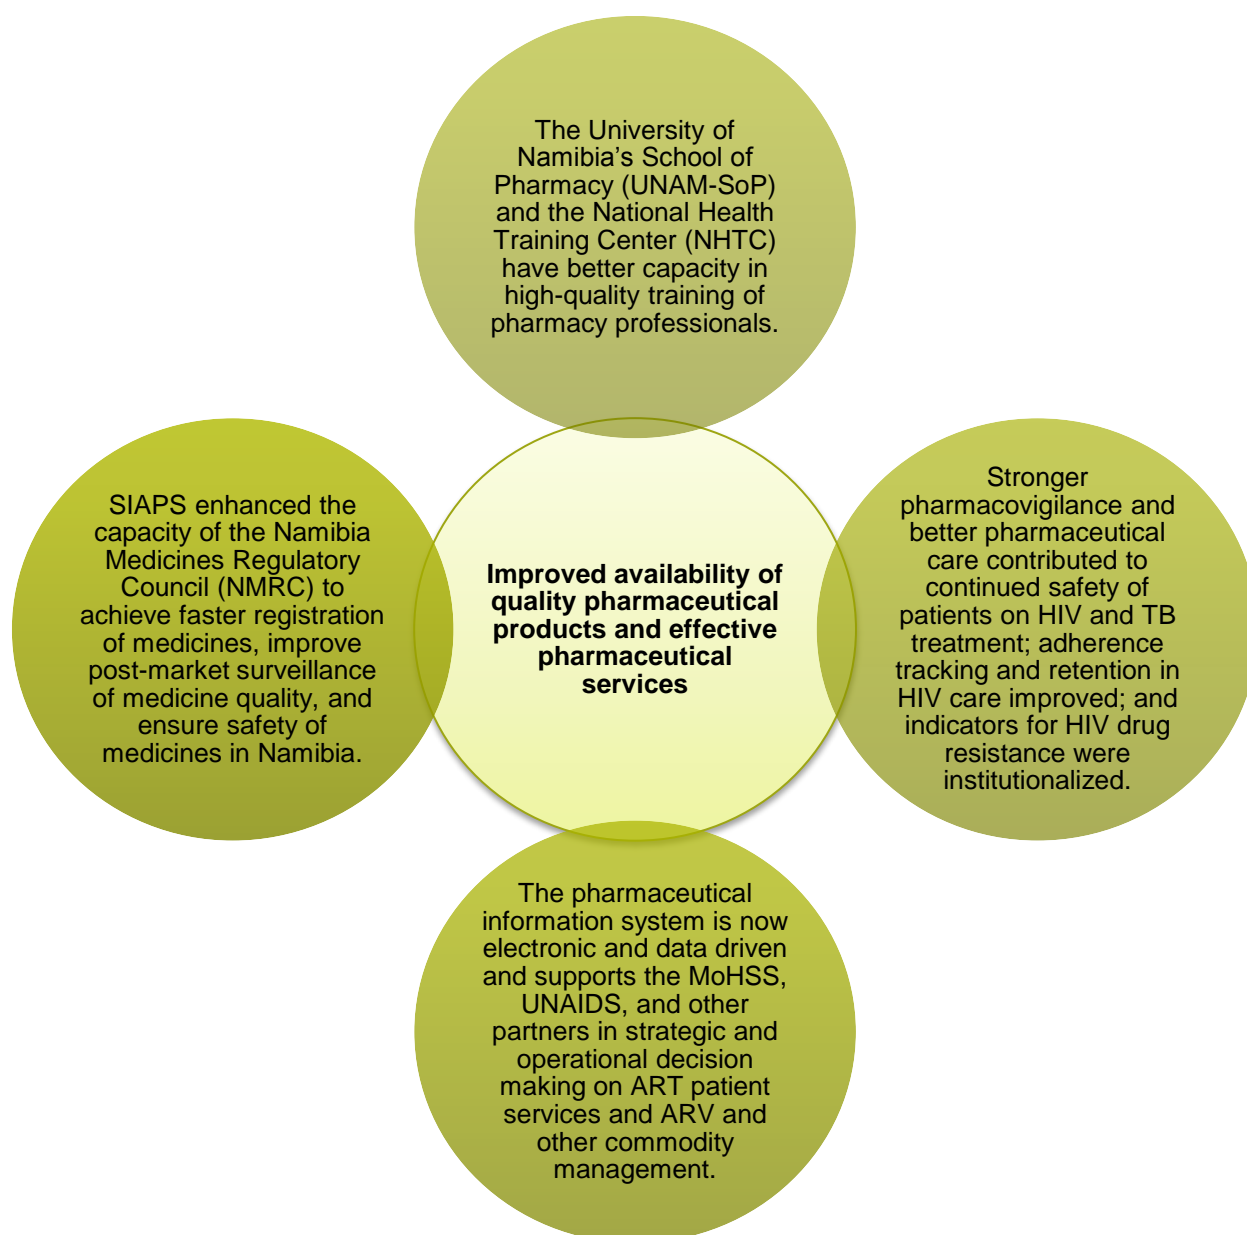 The University of
Namibia’s School of
Pharmacy (UNAM-SoP)
and the National Health
Training Center (NHTC)
have better capacity in
high-quality training of
pharmacy professionals.
SIAPS enhanced the
capacity of the Namibia
Medicines Regulatory
Council (NMRC) to
achieve faster registration
of medicines, improve
post-market surveillance
of medicine quality, and
ensure safety of
medicines in Namibia.
Improved availability of
quality pharmaceutical
products and effective
pharmaceutical
services
Stronger
pharmacovigilance and
better pharmaceutical
care contributed to
continued safety of
patients on HIV and TB
treatment; adherence
tracking and retention in
HIV care improved; and
indicators for HIV drug
resistance were
institutionalized.
The pharmaceutical
information system is now
electronic and data driven
and supports the MoHSS,
UNAIDS, and other
partners in strategic and
operational decision
making on ART patient
services and ARV and
other commodity
management.